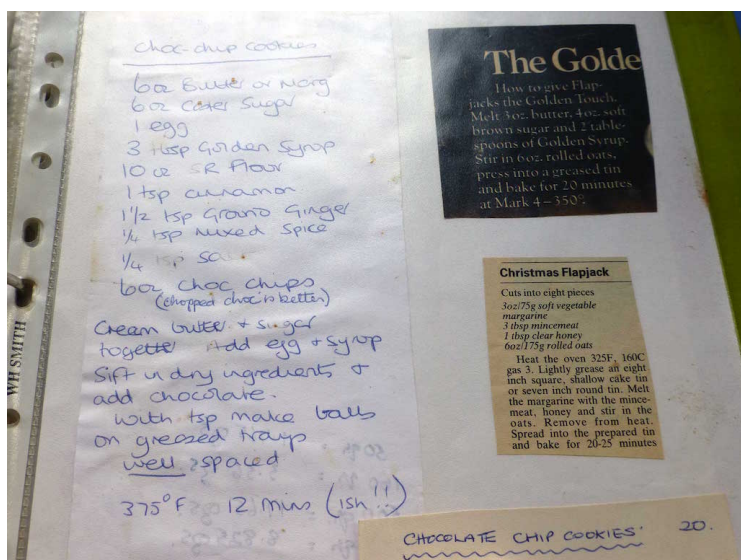 Choc-chip cookies
6oz Butter or Marg
6oz Caster Sugar
1 egg
3 tbsp Golden Syrup
10 oz SR Flour
1 tsp cinnamon
1 1/2 tsp Ground Ginger
1/4 tsp Mixed Spice
1/4 tsp
6oz choc chips
(chopped choc is better)
Cream butter & sugar
together Add egg & syrup
Sift in dry ingredients &
add chocolate.
With tsp make balls
on greased trays
well spaced
375°F 12 mins (ish!!)
WH SMITH
The Golde
How to give Flap-
jacks the Golden Touch.
Melt 3oz. butter, 4oz. soft
brown sugar and 2 table-
spoons of Golden Syrup.
Stir in 6oz. rolled oats,
press into a greased tin
and bake for 20 minutes
at Mark 4–350°.
Christmas Flapjack
Cuts into eight pieces
3oz/75g soft vegetable
margarine
3 tbsp mincemeat
1 tbsp clear honey
6oz/175g rolled oats
Heat the oven 325F, 160C
gas 3. Lightly grease an eight
inch square, shallow cake tin
or seven inch round tin. Melt
the margarine with the mince-
meat, honey and stir in the
oats. Remove from heat.
Spread into the prepared tin
and bake for 20-25 minutes
CHOCOLATE CHIP COOKIES. 20.